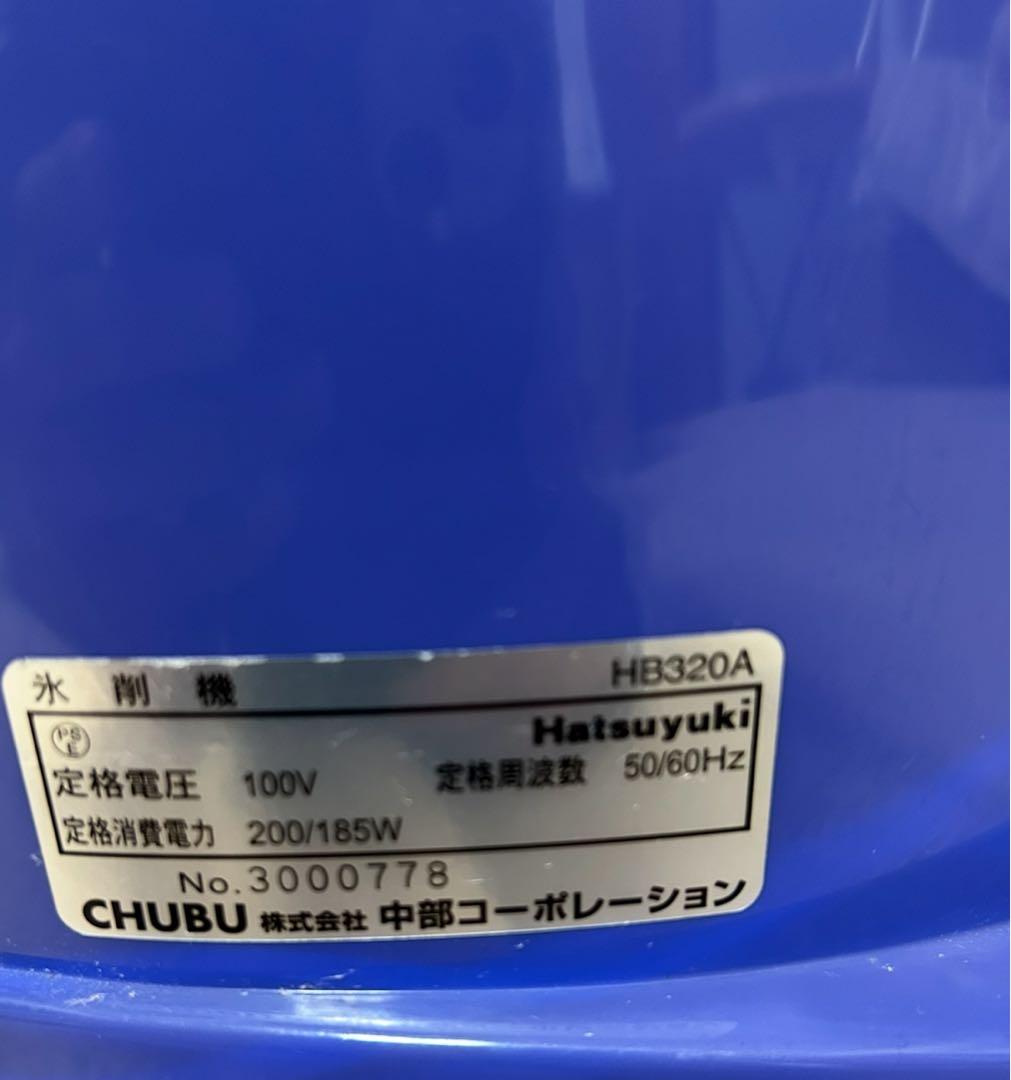 氷削機 HB320A
PSE Hatsuyuki
定格電圧 100V 定格周波数 50/60Hz
定格消費電力 200/185W
No.3000778
CHUBU 株式会社 中部コーポレーション